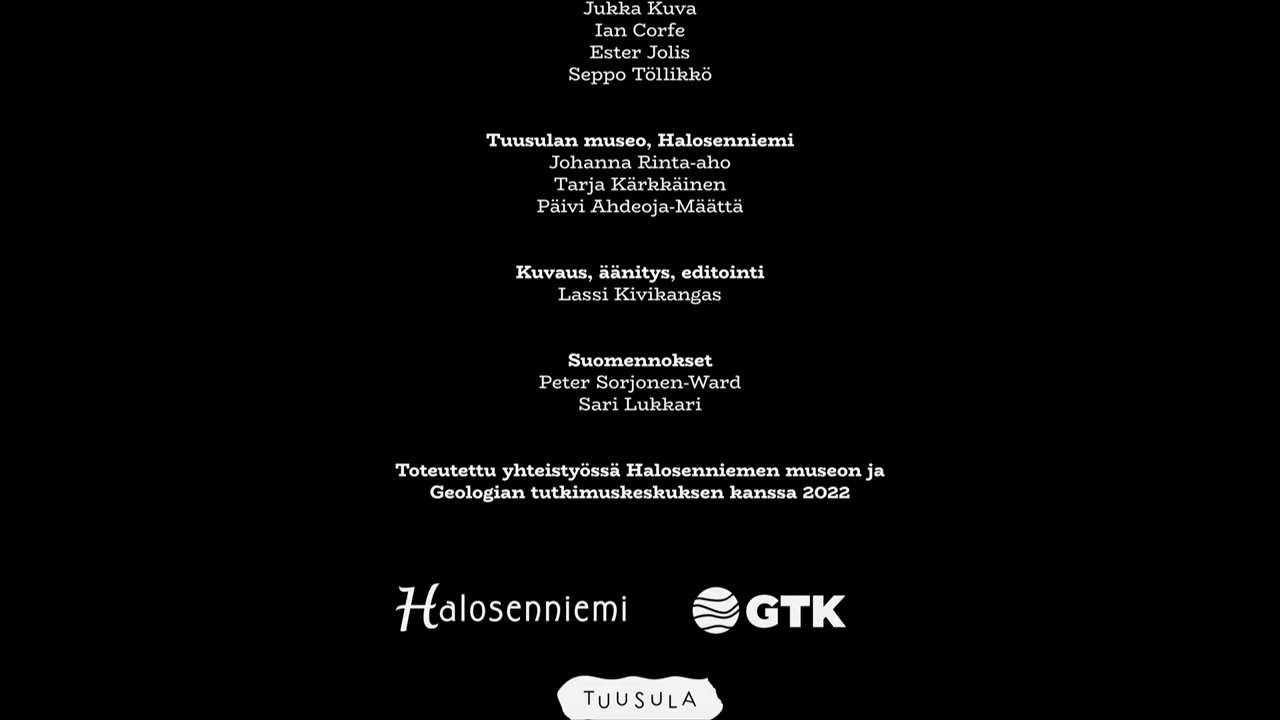 Jukka Kuva
Ian Corfe
Ester Jolis
Seppo Töllikkö
Tuusulan museo, Halosenniemi
Johanna Rinta-aho
Tarja Kärkkäinen
Päivi Ahdeoja-Määttä
Kuvaus, äänitys, editointi
Lassi Kivikangas
Suomennokset
Peter Sorjonen-Ward
Sari Lukkari
Toteutettu yhteistyössä Halosenniemen museon ja
Geologian tutkimuskeskuksen kanssa 2022
Halosenniemi
GTK
TUUSULA